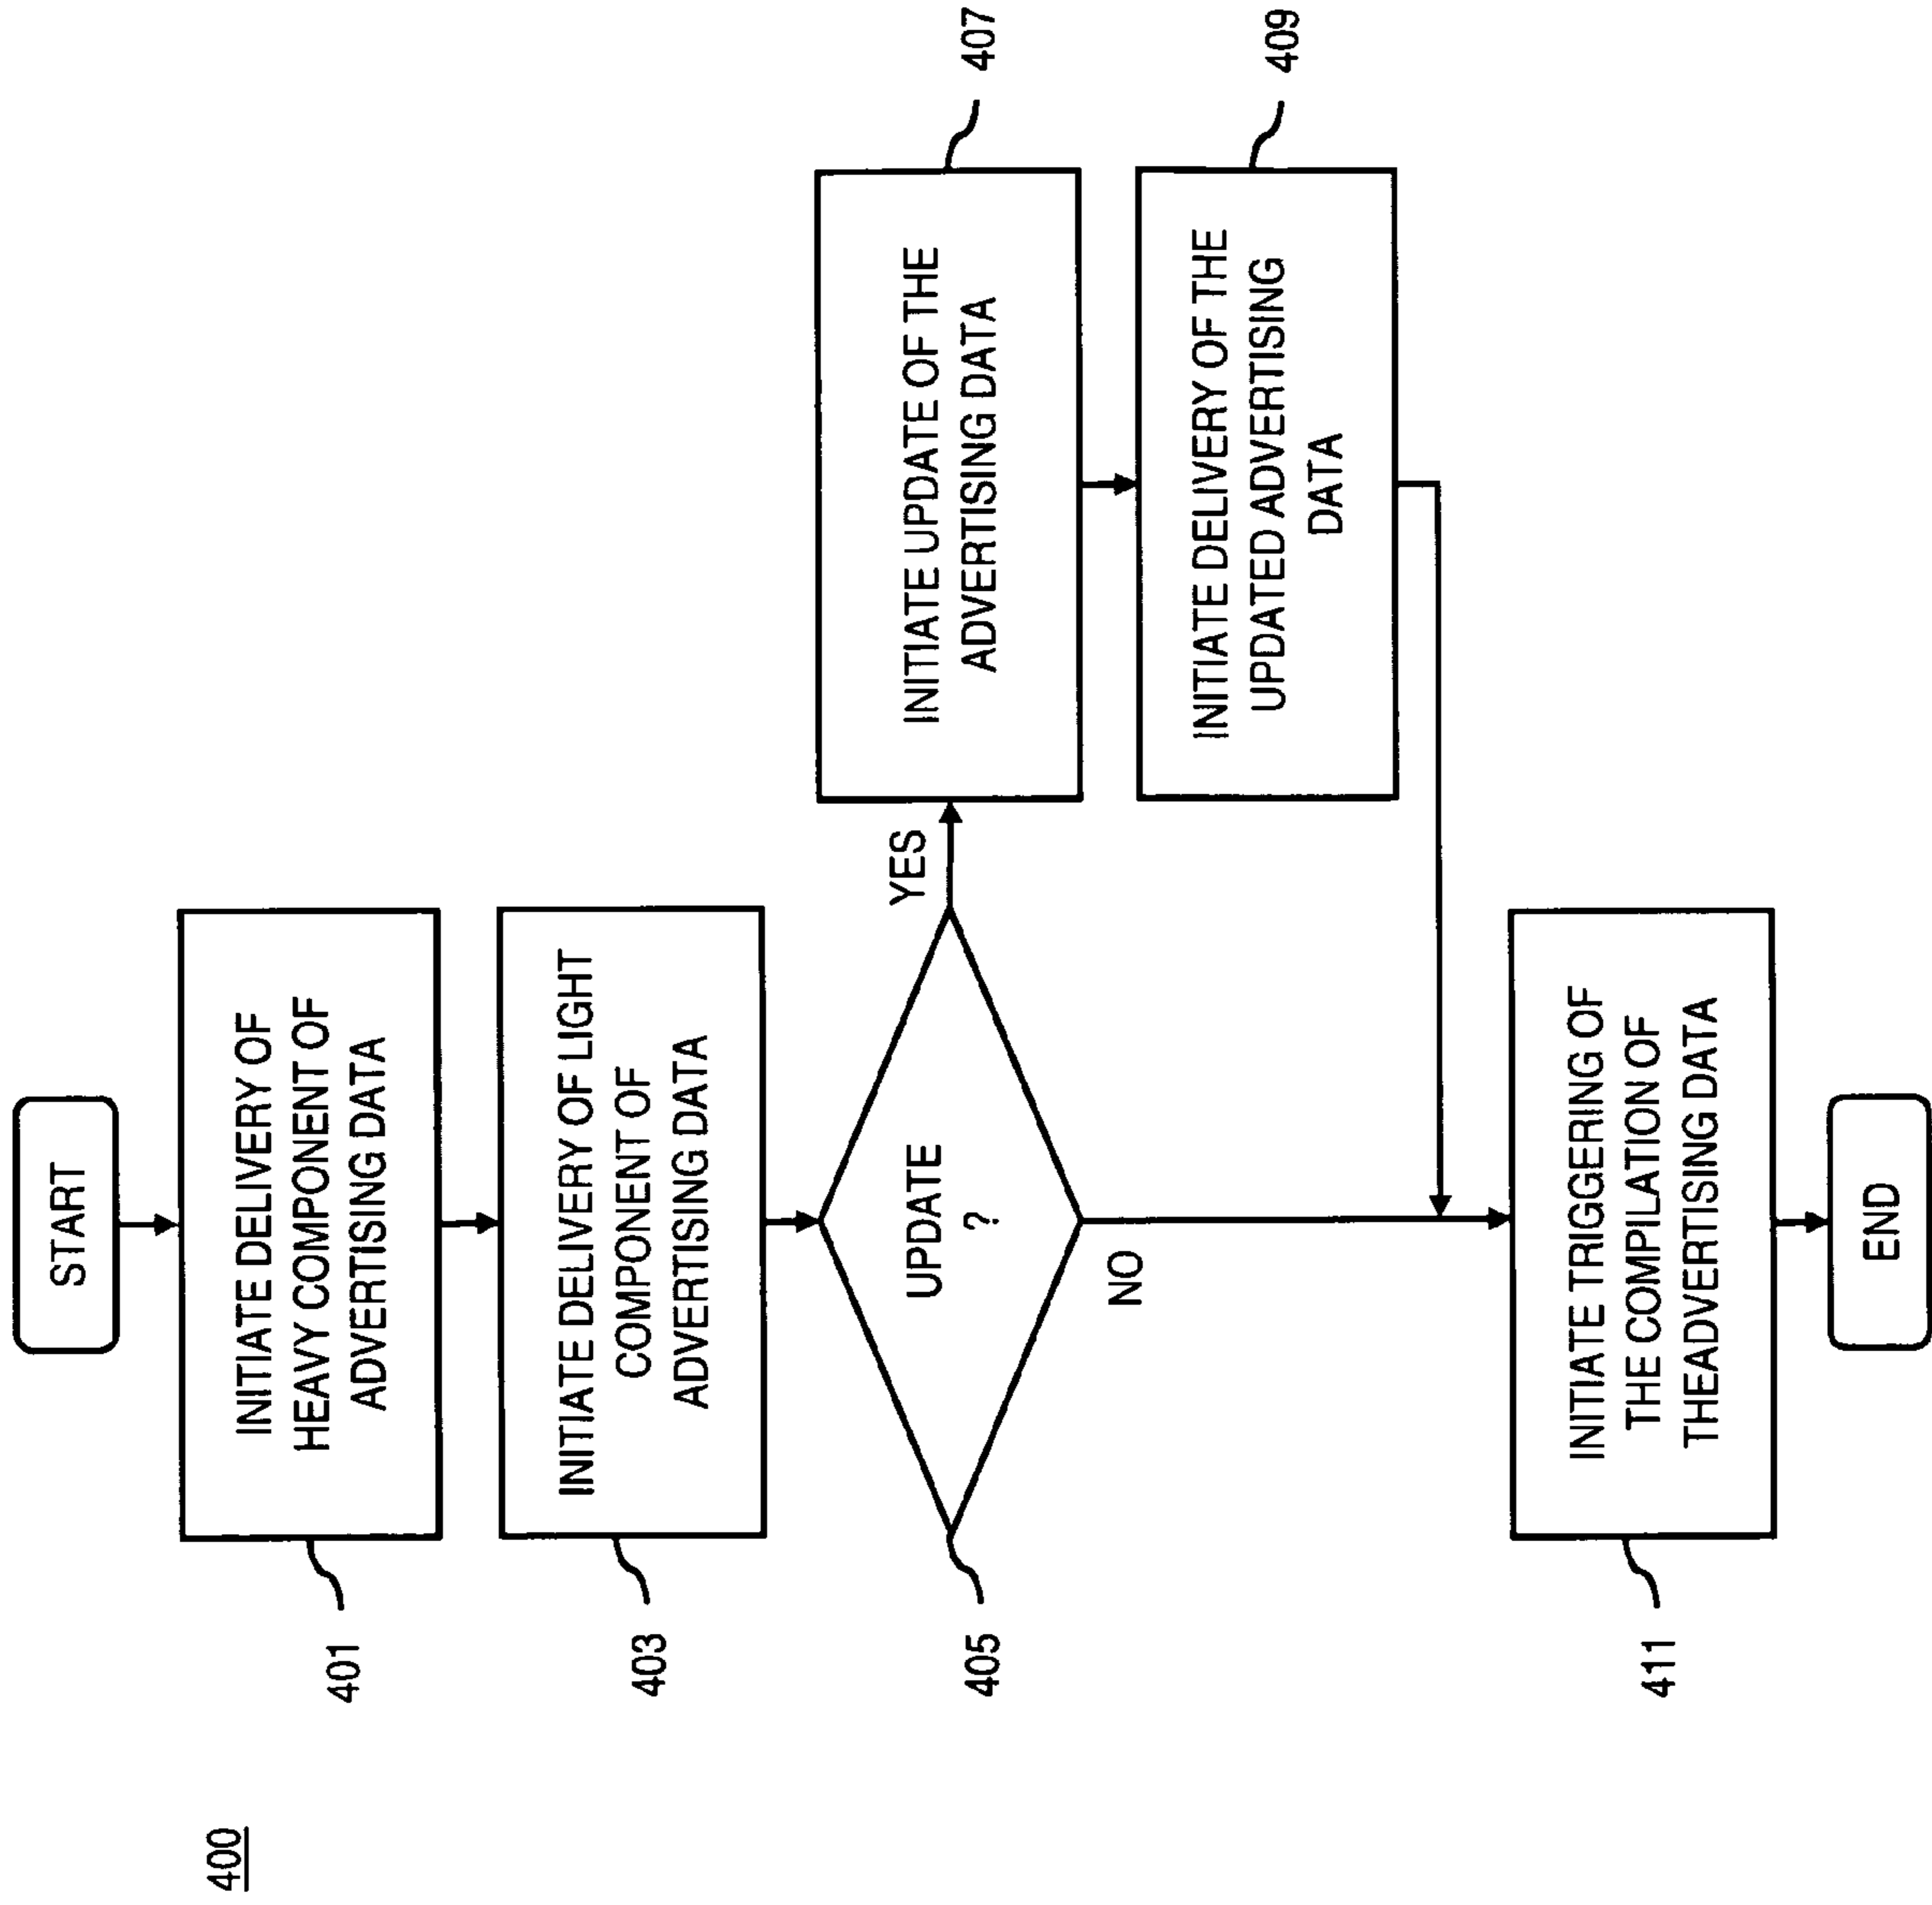 400
START
401
INITIATE DELIVERY OF
HEAVY COMPONENT OF
ADVERTISING DATA
403
INITIATE DELIVERY OF LIGHT
COMPONENT OF
ADVERTISING DATA
405
UPDATE
?
YES
NO
407
INITIATE UPDATE OF THE
ADVERTISING DATA
409
INITIATE DELIVERY OF THE
UPDATED ADVERTISING
DATA
411
INITIATE TRIGGERING OF
THE COMPILATION OF
THEADVERTISING DATA
END